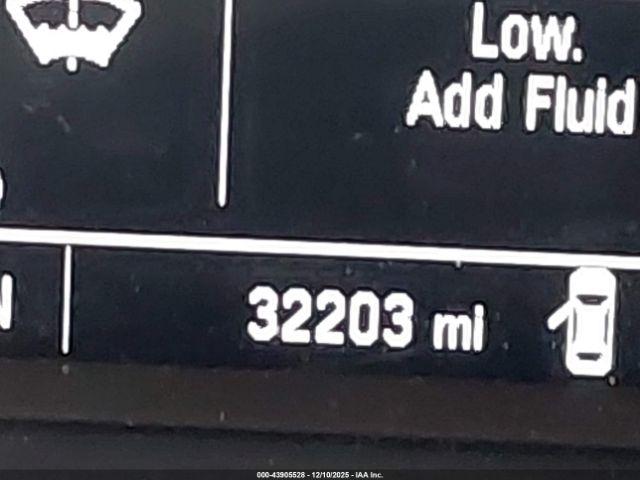 Low.
Add Fluid
N
32203 mi
000-43905528 - 12/10/2025 - IAA Inc.